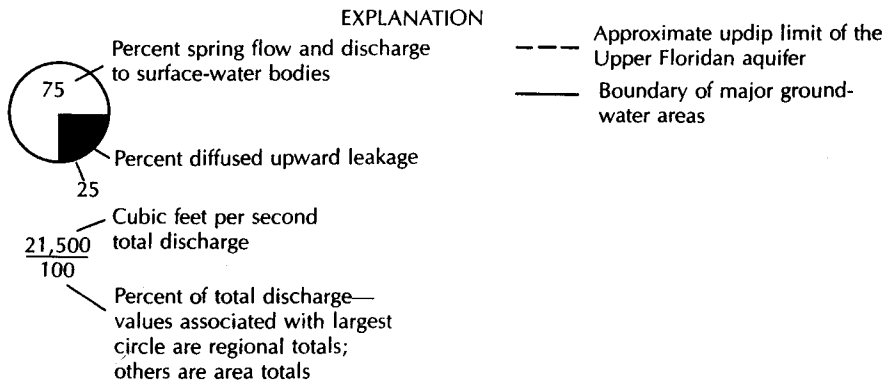 EXPLANATION
Percent spring flow and discharge
to surface-water bodies
75
Percent diffused upward leakage
25
Cubic feet per second
total discharge
21,500
100
Percent of total discharge—
values associated with largest
circle are regional totals;
others are area totals
Approximate updip limit of the
Upper Floridan aquifer
Boundary of major ground-
water areas